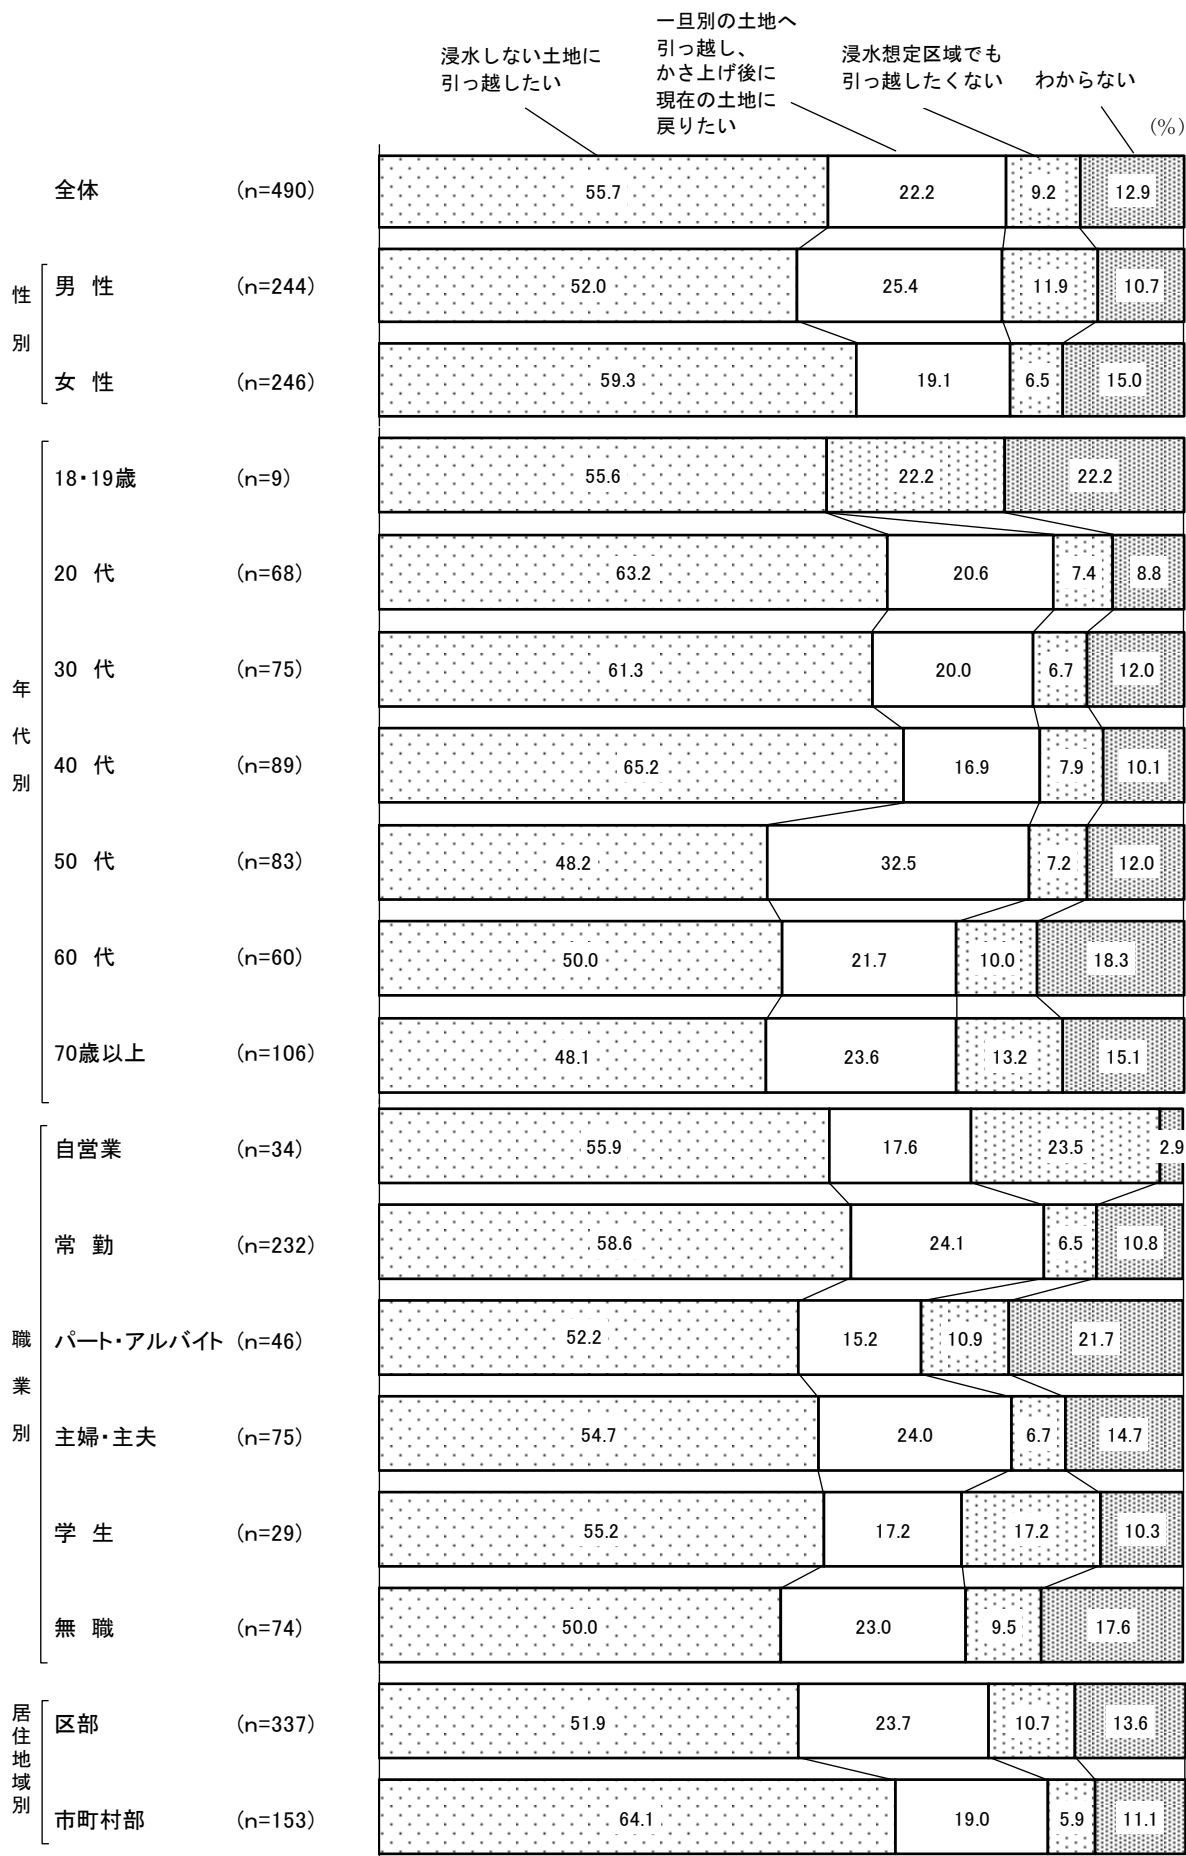 浸水しない土地に
引っ越したい
一旦別の土地へ
引っ越し、
かさ上げ後に
現在の土地に
戻りたい
浸水想定区域でも
引っ越したくない
わからない
(%)
全体 (n=490) 55.7 22.2 9.2 12.9
性別
男 性 (n=244) 52.0 25.4 11.9 10.7
女 性 (n=246) 59.3 19.1 6.5 15.0
年代別
18・19歳 (n=9) 55.6 22.2 22.2
20 代 (n=68) 63.2 20.6 7.4 8.8
30 代 (n=75) 61.3 20.0 6.7 12.0
40 代 (n=89) 65.2 16.9 7.9 10.1
50 代 (n=83) 48.2 32.5 7.2 12.0
60 代 (n=60) 50.0 21.7 10.0 18.3
70歳以上 (n=106) 48.1 23.6 13.2 15.1
職業別
自営業 (n=34) 55.9 17.6 23.5 2.9
常 勤 (n=232) 58.6 24.1 6.5 10.8
パート・アルバイト (n=46) 52.2 15.2 10.9 21.7
主婦・主夫 (n=75) 54.7 24.0 6.7 14.7
学 生 (n=29) 55.2 17.2 17.2 10.3
無 職 (n=74) 50.0 23.0 9.5 17.6
居住地域別
区部 (n=337) 51.9 23.7 10.7 13.6
市町村部 (n=153) 64.1 19.0 5.9 11.1